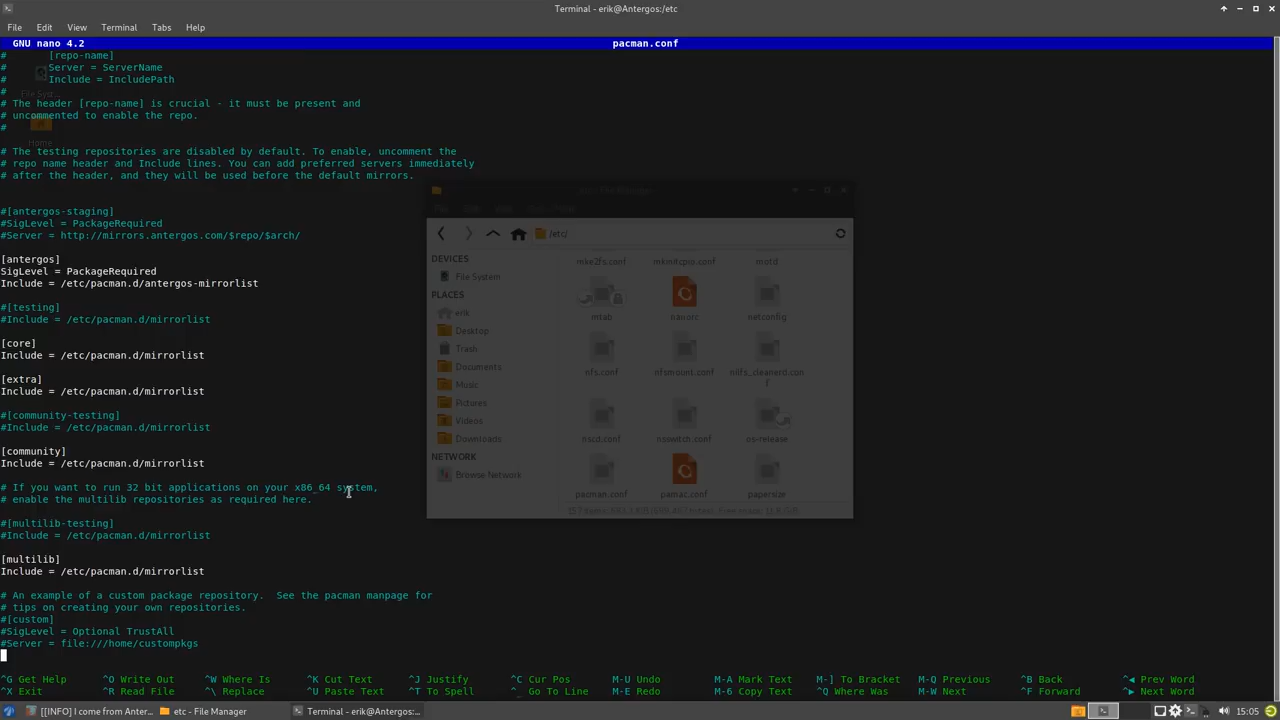 Terminal - erik@Antergos:/etc
File Edit View Terminal Tabs Help
GNU nano 4.2 pacman.conf
# [repo-name]
# Server = ServerName
# Include = IncludePath
#
# The header [repo-name] is crucial - it must be present and
# uncommented to enable the repo.
#
# The testing repositories are disabled by default. To enable, uncomment the
# repo name header and Include lines. You can add preferred servers immediately
# after the header, and they will be used before the default mirrors.
#[antergos-staging]
#SigLevel = PackageRequired
#Server = http://mirrors.antergos.com/$repo/$arch/
[antergos]
SigLevel = PackageRequired
Include = /etc/pacman.d/antergos-mirrorlist
#[testing]
#Include = /etc/pacman.d/mirrorlist
[core]
Include = /etc/pacman.d/mirrorlist
[extra]
Include = /etc/pacman.d/mirrorlist
#[community-testing]
#Include = /etc/pacman.d/mirrorlist
[community]
Include = /etc/pacman.d/mirrorlist
# If you want to run 32 bit applications on your x86_64 system,
# enable the multilib repositories as required here.
#[multilib-testing]
#Include = /etc/pacman.d/mirrorlist
[multilib]
Include = /etc/pacman.d/mirrorlist
# An example of a custom package repository. See the pacman manpage for
# tips on creating your own repositories.
#[custom]
#SigLevel = Optional TrustAll
#Server = file:///home/custompkgs
File Sys...
Home
/etc/
DEVICES
File System
PLACES
erik
Desktop
Trash
Documents
Music
Pictures
Videos
Downloads
NETWORK
Browse Network
mke2fs.conf mkinitcpio.conf motd
mtab nanorc netconfig
nfs.conf nfsmount.conf nilfs_cleanerd.con
f
nscd.conf nsswitch.conf os-release
pacman.conf pamac.conf papersize
^G Get Help ^O Write Out ^W Where Is ^K Cut Text ^J Justify ^C Cur Pos M-U Undo M-A Mark Text M-] To Bracket M-Q Previous ^B Back ^◀ Prev Word
^X Exit ^R Read File ^\ Replace ^U Paste Text ^T To Spell ^_ Go To Line M-E Redo M-6 Copy Text ^Q Where Was M-W Next ^F Forward ^▶ Next Word
[[INFO] I come from Anter... etc - File Manager Terminal - erik@Antergos:... 15:05